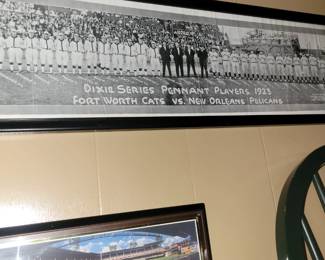 DIXIE SERIES PENNANT PLAYERS 1923
FORT WORTH CATS VS. NEW ORLEANS PELICANS